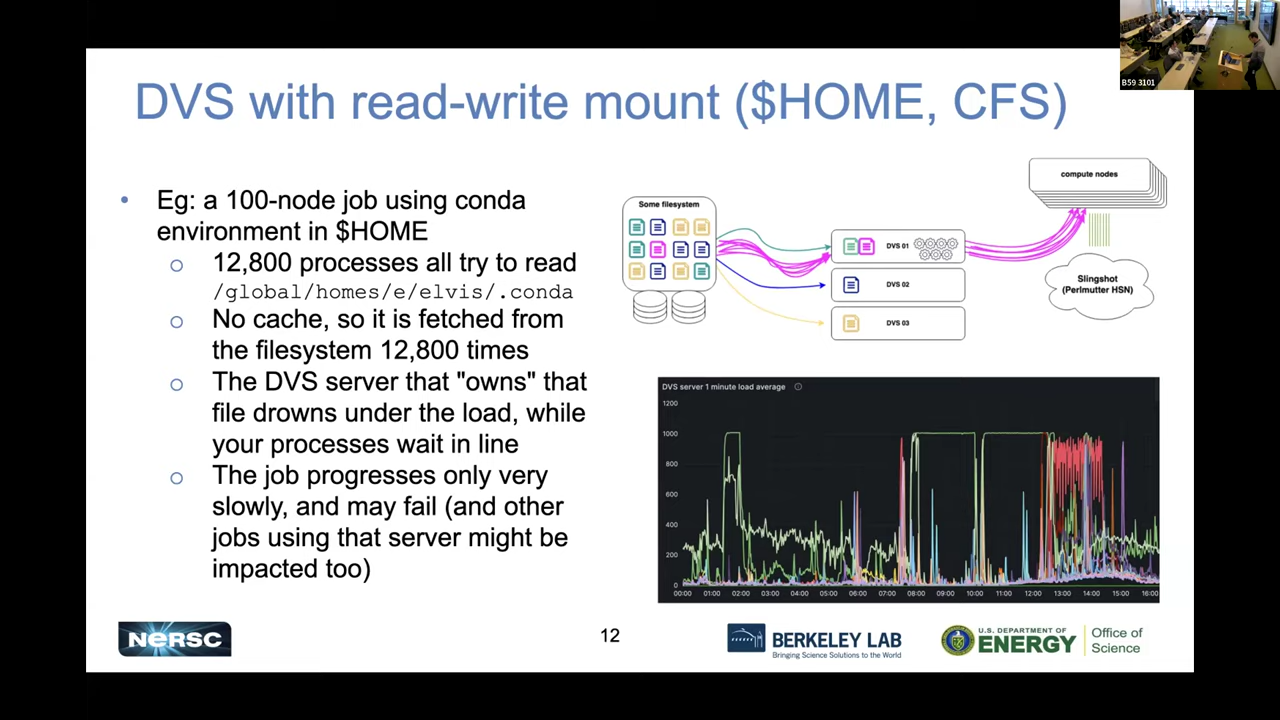 B59 3101
DVS with read-write mount ($HOME, CFS)
• Eg: a 100-node job using conda
environment in $HOME
o 12,800 processes all try to read
/global/homes/e/elvis/.conda
o No cache, so it is fetched from
the filesystem 12,800 times
o The DVS server that "owns" that
file drowns under the load, while
your processes wait in line
o The job progresses only very
slowly, and may fail (and other
jobs using that server might be
impacted too)
Some filesystem
DVS 01
DVS 02
DVS 03
compute nodes
Slingshot
(Perlmutter HSN)
DVS server 1 minute load average
1200
1000
800
600
400
200
0
00:00 01:00 02:00 03:00 04:00 05:00 06:00 07:00 08:00 09:00 10:00 11:00 12:00 13:00 14:00 15:00 16:00
NERSC
12
BERKELEY LAB
Bringing Science Solutions to the World
U.S. DEPARTMENT OF
ENERGY
Office of
Science